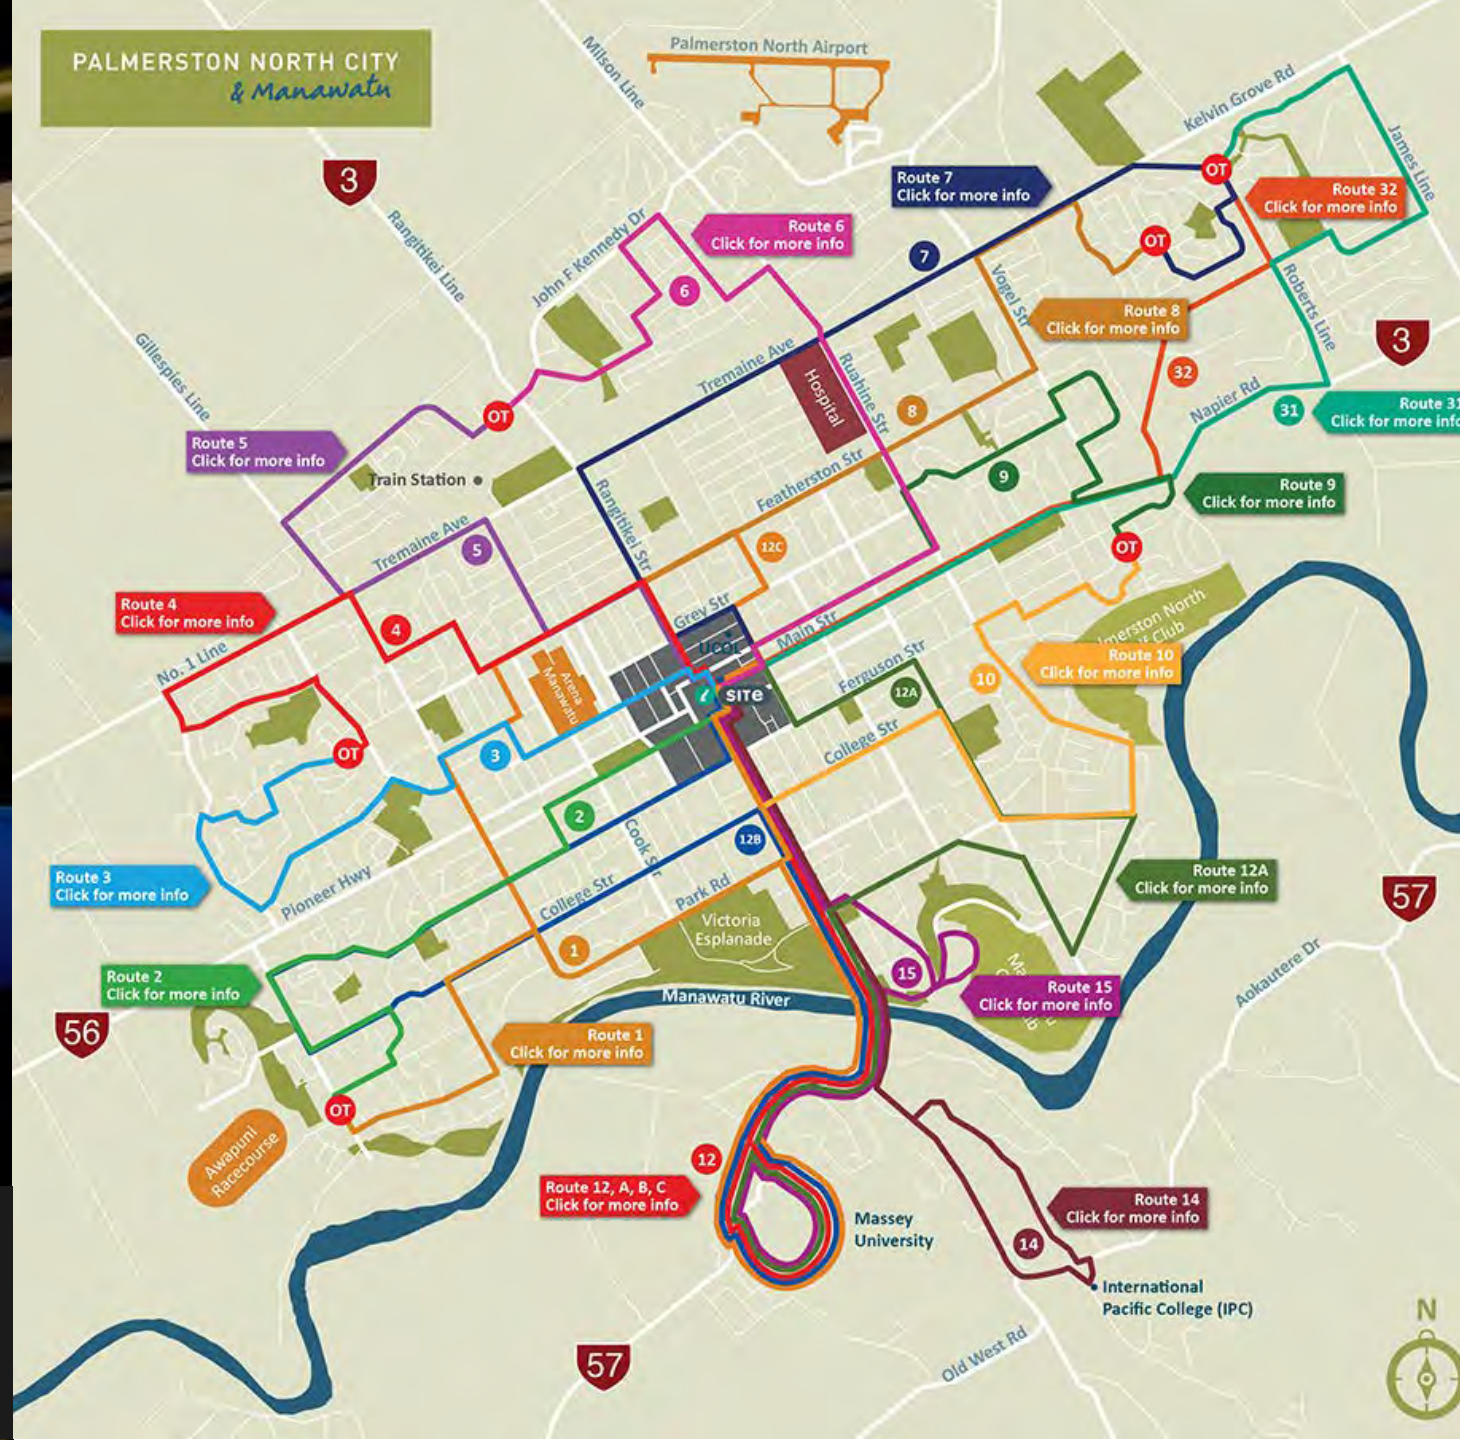 PALMERSTON NORTH CITY
& Manawatu
Palmerston North Airport
Milson Line
Kelvin Grove Rd
James Line
3
Rangitikei Line
John F Kennedy Dr
Gillespies Line
Route 7
Click for more info
OT
Route 32
Click for more info
Route 6
Click for more info
7
OT
6
Vogel Str
Roberts Line
Route 8
Click for more info
3
Tremaine Ave
Ruahine Str
Hospital
32
Napier Rd
8
31
Route 31
Click for more info
OT
Route 5
Click for more info
Train Station
Featherston Str
9
Route 9
Click for more info
Rangitikei Str
Tremaine Ave
5
12C
OT
Route 4
Click for more info
4
Grey Str
Main Str
UCOL
No. 1 Line
Palmerston North
Club
Route 10
Click for more info
10
Arena
Manawatu
i SITE
Ferguson Str
12A
OT
3
College Str
2
12B
Cook Str
Route 3
Click for more info
Pioneer Hwy
College Str
Park Rd
Route 12A
Click for more info
57
Victoria
Esplanade
1
15
Route 2
Click for more info
Route 15
Click for more info
Manawatu River
Aokautere Dr
56
Route 1
Click for more info
OT
Awapuni
Racecourse
12
Route 12, A, B, C
Click for more info
Massey
University
Route 14
Click for more info
14
International
Pacific College (IPC)
57
Old West Rd
N